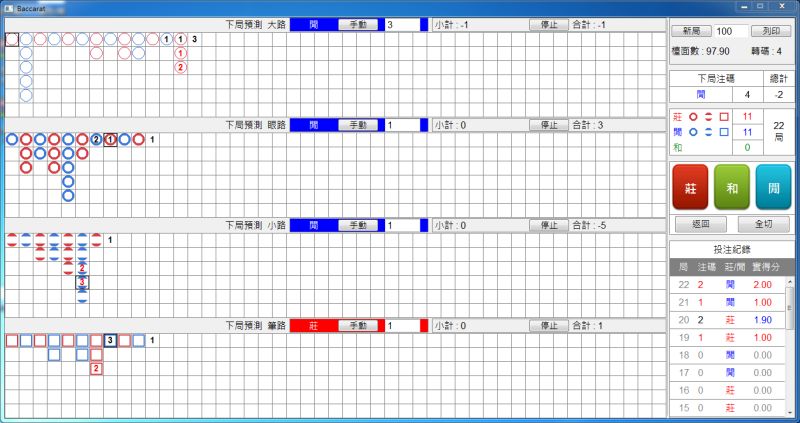 Baccarat
下局預測 大路 閒 手動 3 小計 : -1 停止 合計 : -1
1 1 3
1
2
下局預測 眼路 閒 手動 1 小計 : 0 停止 合計 : 3
2 1 1
下局預測 小路 閒 手動 1 小計 : 0 停止 合計 : -5
1
2
3
下局預測 筆路 莊 手動 1 小計 : 0 停止 合計 : 1
3 1
2
新局 100 列印
檯面數 : 97.90 轉碼 : 4
下局注碼 總計
閒 4 -2
莊 11
閒 11
和 0
22
局
莊 和 閒
返回 全切
投注紀錄
局 注碼 莊/閒 實得分
22 2 閒 2.00
21 1 閒 1.00
20 2 莊 1.90
19 1 莊 1.00
18 0 閒 0.00
17 0 閒 0.00
16 0 莊 0.00
15 0 莊 0.00